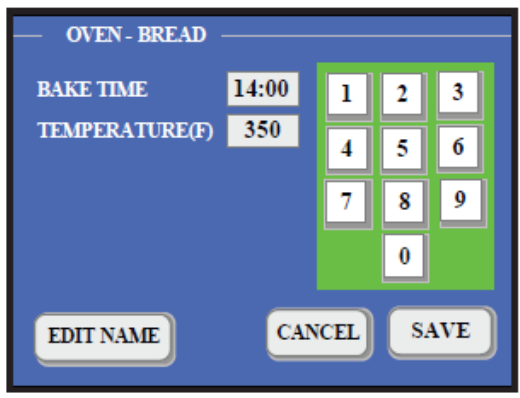 OVEN - BREAD
BAKE TIME 14:00
TEMPERATURE(F) 350
1 2 3
4 5 6
7 8 9
0
EDIT NAME CANCEL SAVE